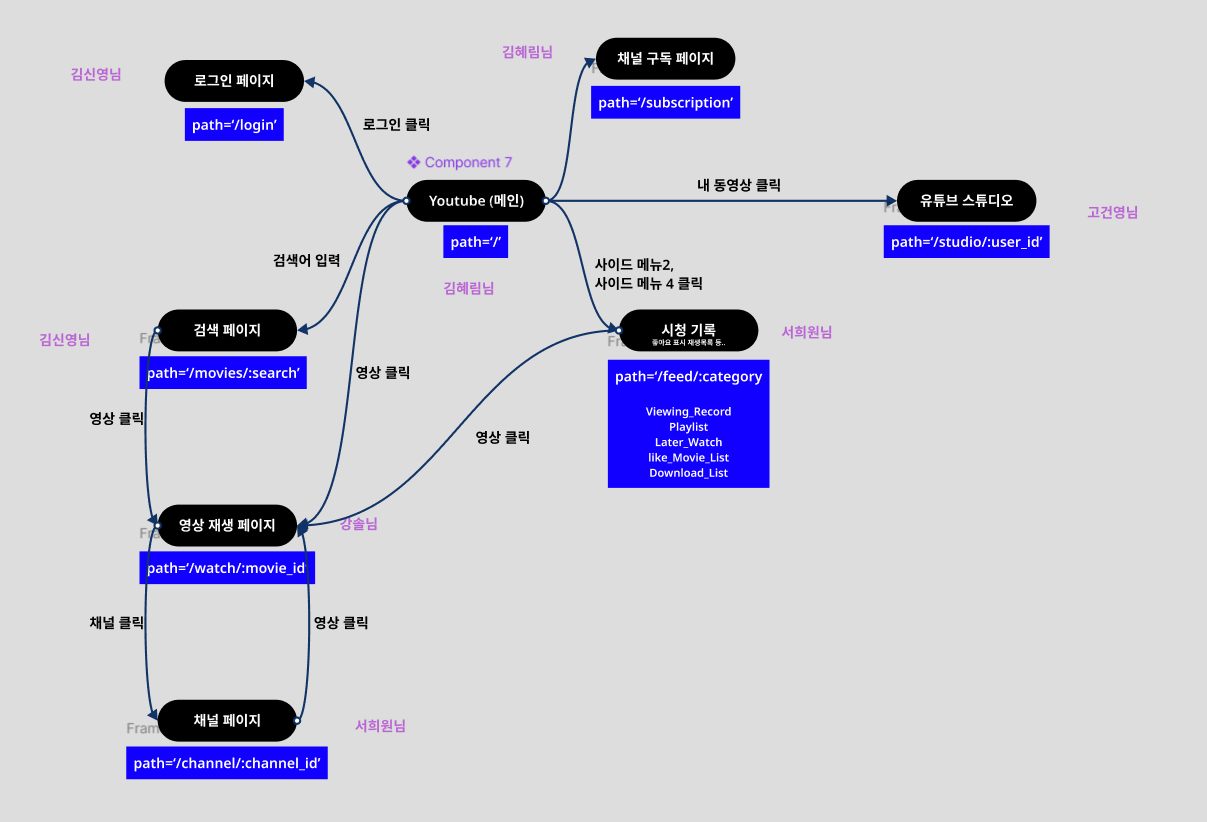 김혜림님
채널 구독 페이지
김신영님
로그인 페이지
path=‘/subscription’
path=‘/login’
로그인 클릭
Component 7
내 동영상 클릭
Youtube (메인)
유튜브 스튜디오
고건영님
path=‘/’
path=‘/studio/:user_id’
검색어 입력
사이드 메뉴2,
사이드 메뉴 4 클릭
김혜림님
검색 페이지
시청 기록
좋아요 표시 재생목록 등..
서희원님
김신영님
path=‘/movies/:search’
영상 클릭
path=‘/feed/:category
Viewing_Record
Playlist
Later_Watch
like_Movie_List
Download_List
영상 클릭
영상 클릭
영상 재생 페이지
강솔님
path=‘/watch/:movie_id’
채널 클릭
영상 클릭
채널 페이지
서희원님
Fram
path=‘/channel/:channel_id’